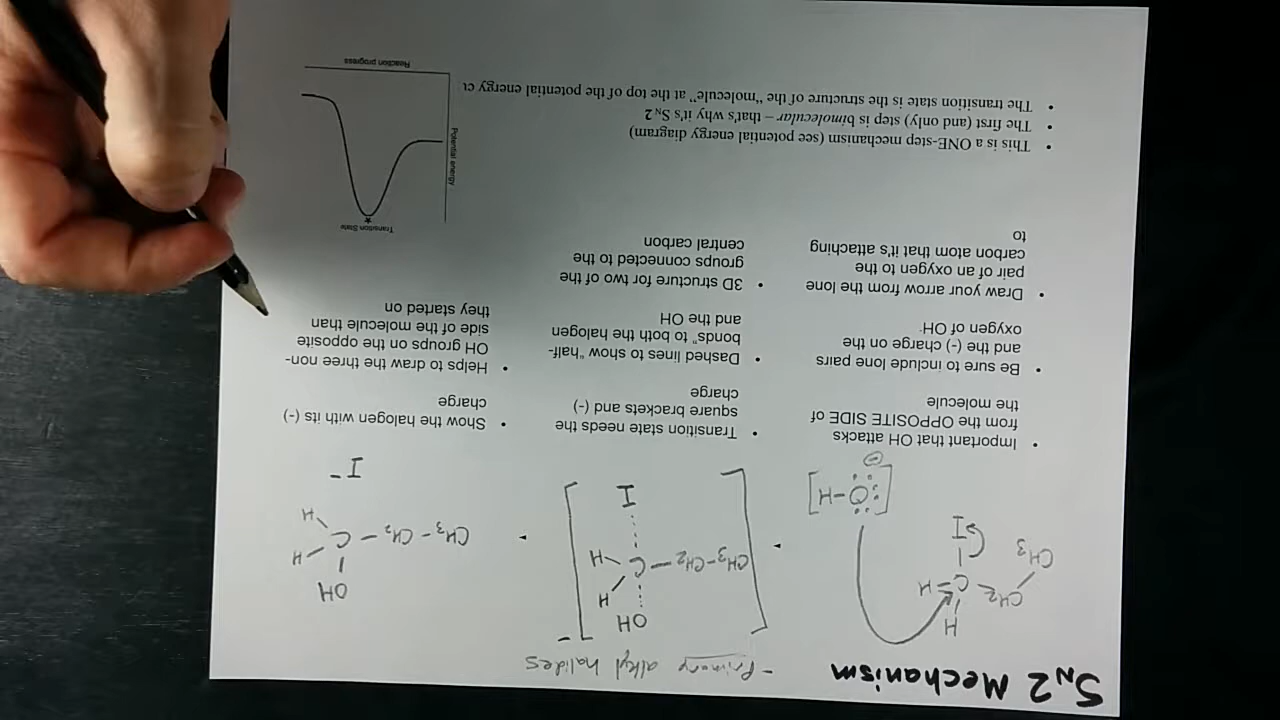 SN2 Mechanism
- Primary alkyl halides
H
CH2 - C - H
CH3
I
[:O-H]
⊖
OH
H
CH3-CH2-C-H
I
-
OH
CH3-CH2-C-H
H
I-
• Important that OH attacks
from the OPPOSITE SIDE of
the molecule
• Be sure to include lone pairs
and the (-) charge on the
oxygen of OH-
• Draw your arrow from the lone
pair of an oxygen to the
carbon atom that it's attaching
to
• Transition state needs the
square brackets and (-)
charge
• Dashed lines to show "half-
bonds" to both the halogen
and the OH
• 3D structure for two of the
groups connected to the
central carbon
• Show the halogen with its (-)
charge
• Helps to draw the three non-
OH groups on the opposite
side of the molecule than
they started on
• This is a ONE-step mechanism (see potential energy diagram)
• The first (and only) step is bimolecular – that's why it's SN2
• The transition state is the structure of the "molecule" at the top of the potential energy
Transition State
Potential energy
Reaction progress